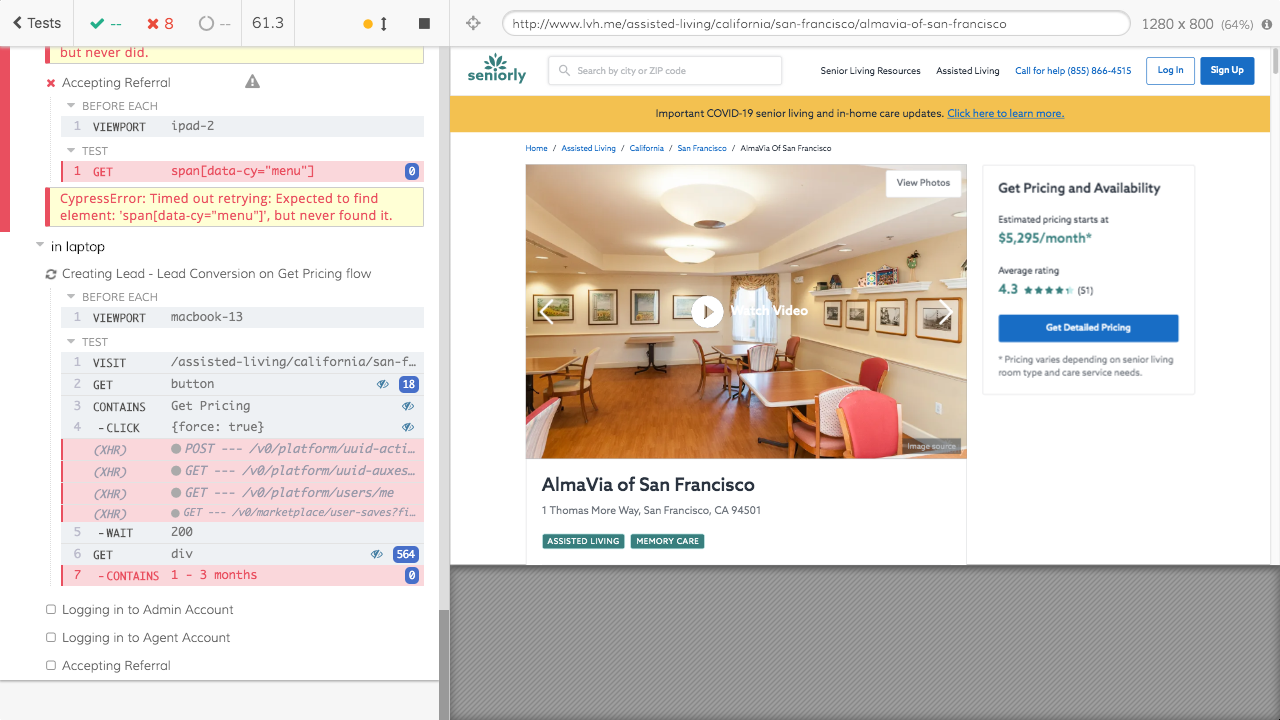 Tests
--
8
--
61.3
http://www.lvh.me/assisted-living/california/san-francisco/almavia-of-san-francisco
1280 x 800 (64%)
but never did.
Accepting Referral
BEFORE EACH
1 VIEWPORT ipad-2
TEST
1 GET span[data-cy="menu"] 0
CypressError: Timed out retrying: Expected to find
element: 'span[data-cy="menu"]', but never found it.
in laptop
Creating Lead - Lead Conversion on Get Pricing flow
BEFORE EACH
1 VIEWPORT macbook-13
TEST
1 VISIT /assisted-living/california/san-f...
2 GET button 18
3 CONTAINS Get Pricing
4 -CLICK {force: true}
(XHR) POST --- /v0/platform/uuid-acti...
(XHR) GET --- /v0/platform/uuid-auxes...
(XHR) GET --- /v0/platform/users/me
(XHR) GET --- /v0/marketplace/user-saves?fi...
5 -WAIT 200
6 GET div 564
7 -CONTAINS 1 - 3 months 0
Logging in to Admin Account
Logging in to Agent Account
Accepting Referral
seniorly
Search by city or ZIP code
Senior Living Resources
Assisted Living
Call for help (855) 866-4515
Log In
Sign Up
Important COVID-19 senior living and in-home care updates. Click here to learn more.
Home / Assisted Living / California / San Francisco / AlmaVia Of San Francisco
View Photos
Watch Video
Image source
AlmaVia of San Francisco
1 Thomas More Way, San Francisco, CA 94501
ASSISTED LIVING
MEMORY CARE
Get Pricing and Availability
Estimated pricing starts at
$5,295/month*
Average rating
4.3 (51)
Get Detailed Pricing
* Pricing varies depending on senior living
room type and care service needs.